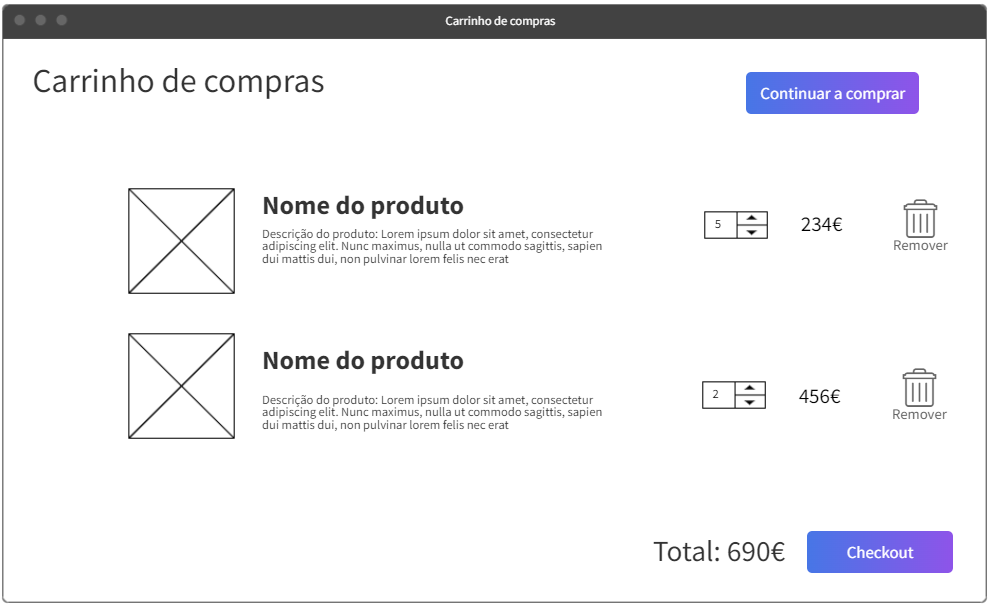 Carrinho de compras
Carrinho de compras
Continuar a comprar
Nome do produto
Descrição do produto: Lorem ipsum dolor sit amet, consectetur
adipiscing elit. Nunc maximus, nulla ut commodo sagittis, sapien
dui mattis dui, non pulvinar lorem felis nec erat
5
234€
Remover
Nome do produto
Descrição do produto: Lorem ipsum dolor sit amet, consectetur
adipiscing elit. Nunc maximus, nulla ut commodo sagittis, sapien
dui mattis dui, non pulvinar lorem felis nec erat
2
456€
Remover
Total: 690€
Checkout